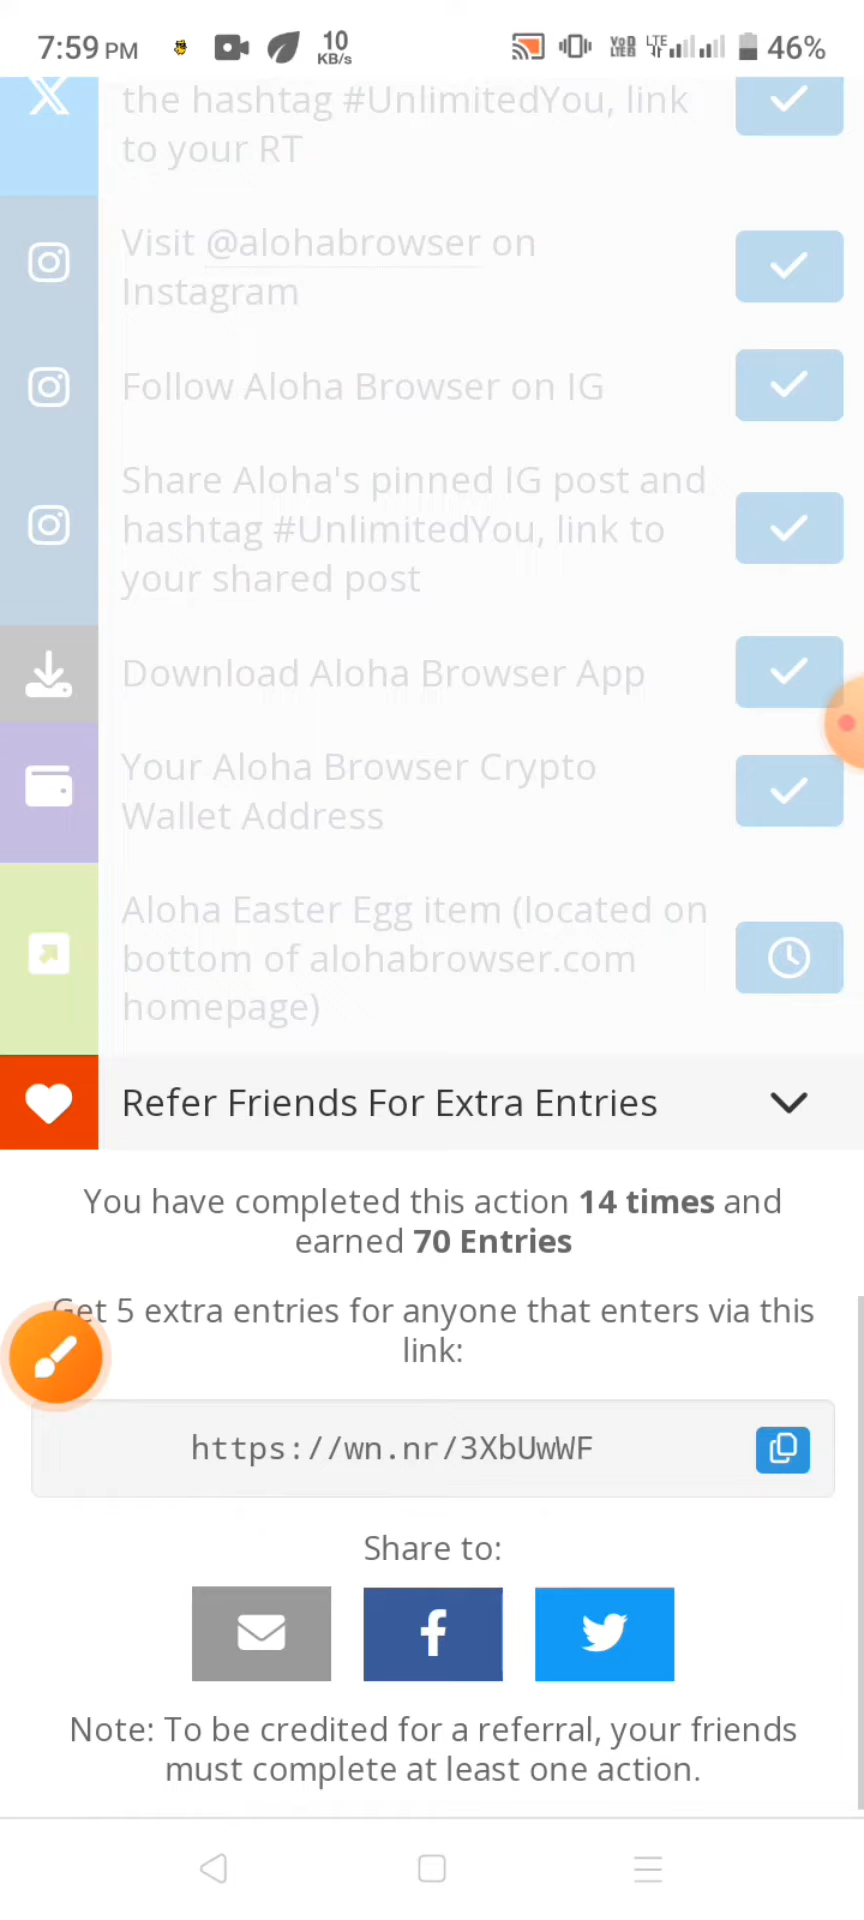 7:59 PM 10 KB/s VoD LTE LTE 46%
the hashtag #UnlimitedYou, link
to your RT
Visit @alohabrowser on
Instagram
Follow Aloha Browser on IG
Share Aloha's pinned IG post and
hashtag #UnlimitedYou, link to
your shared post
Download Aloha Browser App
Your Aloha Browser Crypto
Wallet Address
Aloha Easter Egg item (located on
bottom of alohabrowser.com
homepage)
Refer Friends For Extra Entries
You have completed this action 14 times and
earned 70 Entries
Get 5 extra entries for anyone that enters via this
link:
https://wn.nr/3XbUwWF
Share to:
Note: To be credited for a referral, your friends
must complete at least one action.